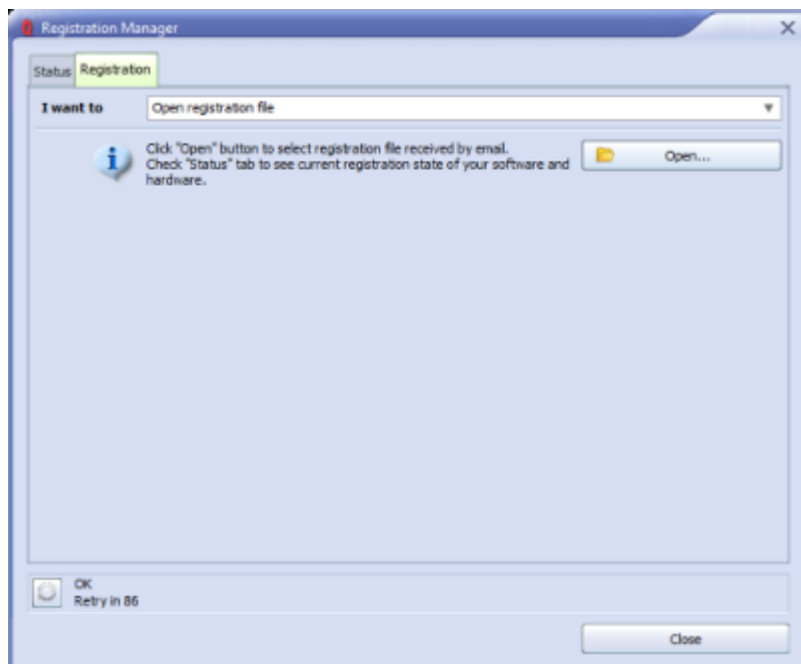 Registration Manager
Status Registration
I want to Open registration file
Click "Open" button to select registration file received by email.
Check "Status" tab to see current registration state of your software and
hardware.
Open...
OK
Retry in 86
Close